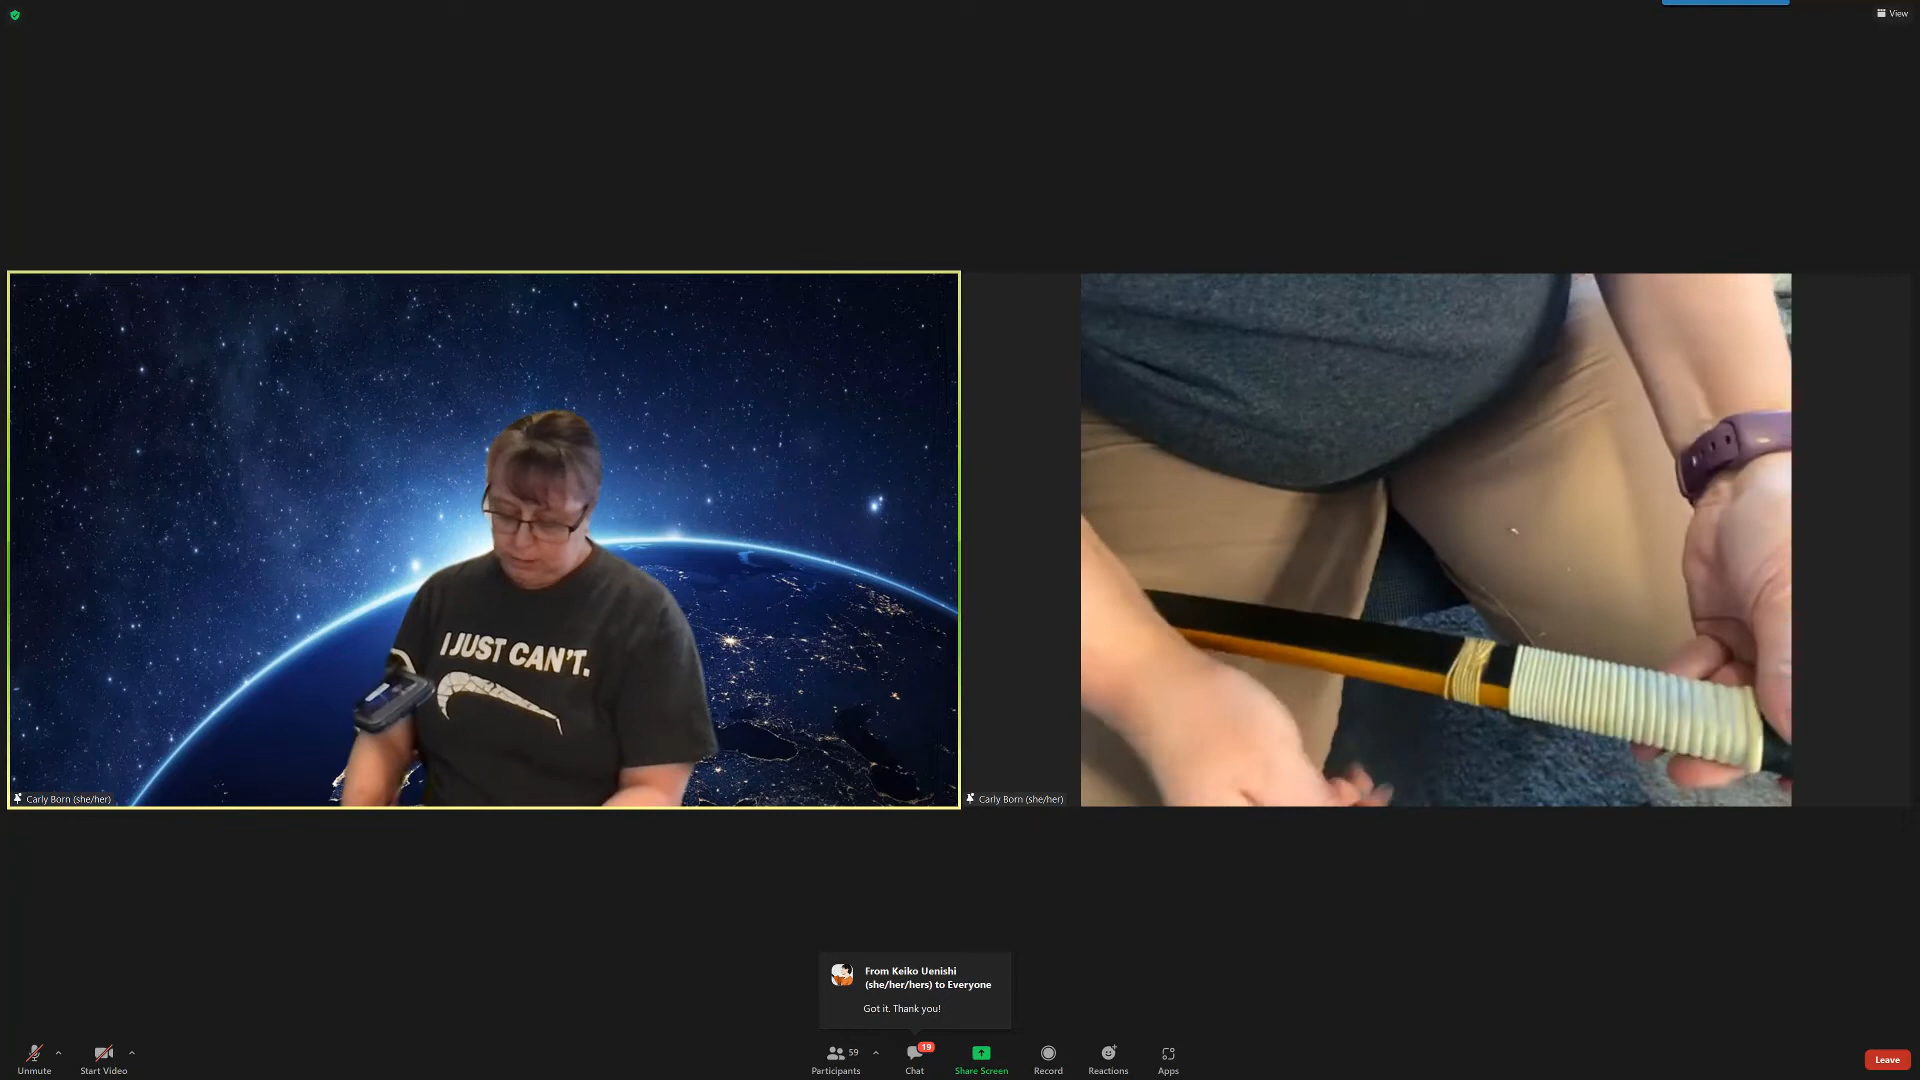 View
I JUST CAN'T.
Carly Born (she/her)
Carly Born (she/her)
From Keiko Uenishi
(she/her/hers) to Everyone
Got it. Thank you!
59
19
Unmute
Start Video
Participants
Chat
Share Screen
Record
Reactions
Apps
Leave